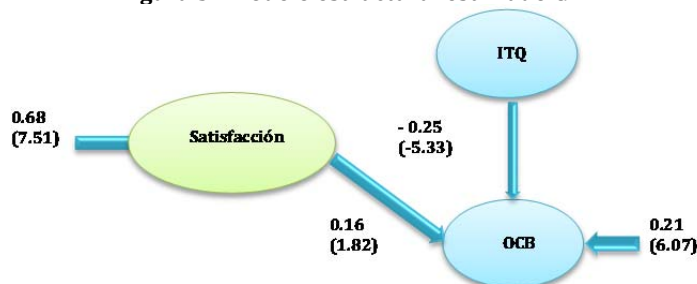 ITQ
0.68
(7.51)
Satisfacción
- 0.25
(-5.33)
0.16
(1.82)
OCB
0.21
(6.07)